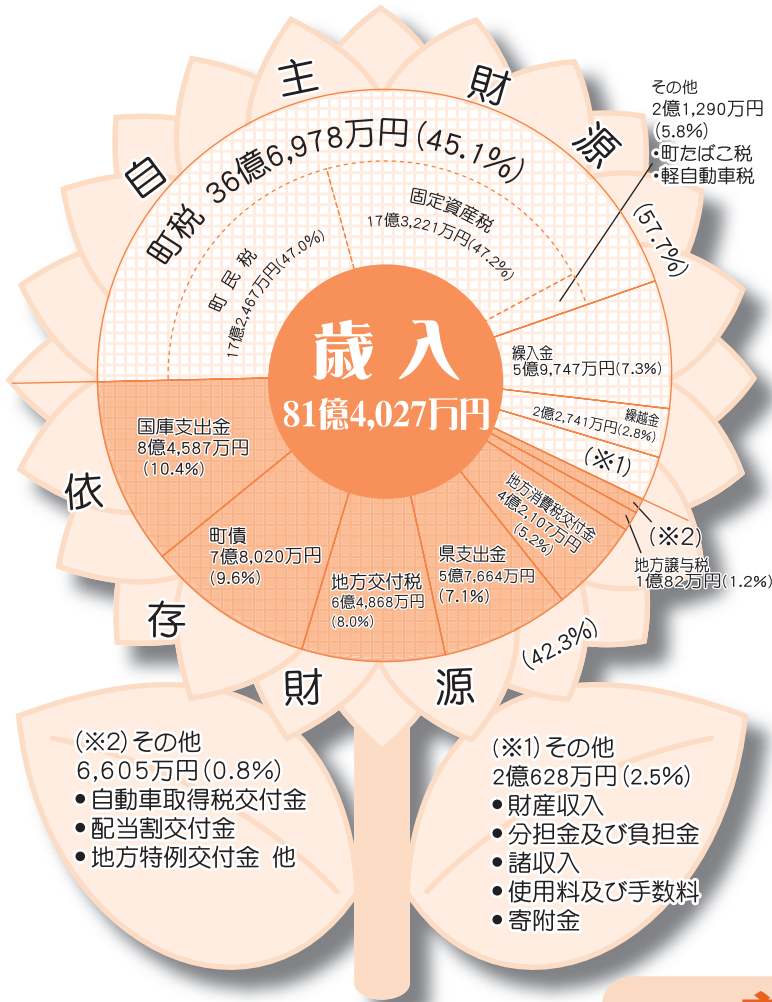 自主財源
(57.7%)
町税 36億6,978万円(45.1%)
町民税
17億2,467万円(47.0%)
固定資産税
17億3,221万円(47.2%)
その他
2億1,290万円
(5.8%)
・町たばこ税
・軽自動車税
歳入
81億4,027万円
繰入金
5億9,747万円(7.3%)
繰越金
2億2,741万円(2.8%)
(※1)
(※2)
地方譲与税
1億82万円(1.2%)
地方消費税交付金
4億2,107万円
(5.2%)
県支出金
5億7,664万円
(7.1%)
地方交付税
6億4,868万円
(8.0%)
町債
7億8,020万円
(9.6%)
国庫支出金
8億4,587万円
(10.4%)
依存財源
(42.3%)
(※2)その他
6,605万円(0.8%)
●自動車取得税交付金
●配当割交付金
●地方特例交付金 他
(※1)その他
2億628万円(2.5%)
●財産収入
●分担金及び負担金
●諸収入
●使用料及び手数料
●寄附金